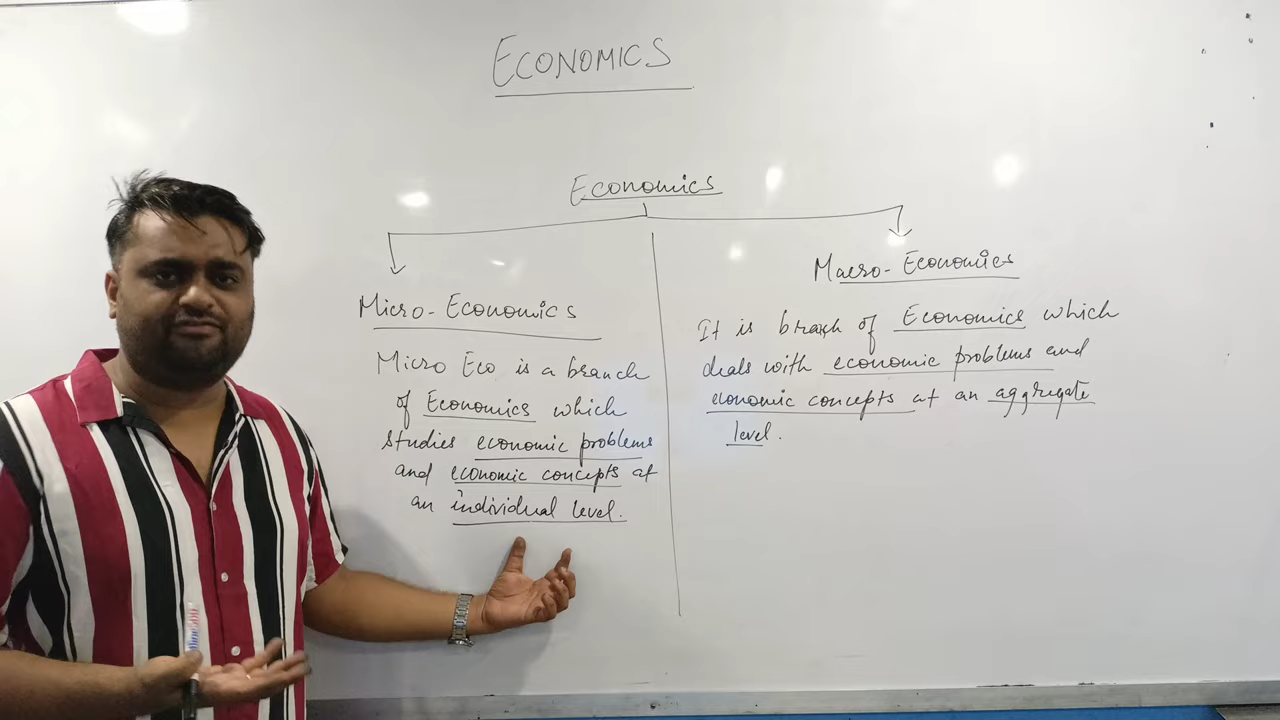 ECONOMICS
Economics
Micro-Economics
Micro Eco is a branch
of Economics which
studies economic problems
and economic concepts at
an individual level.
Macro-Economics
It is branch of Economics which
deals with economic problems and
economic concepts at an aggregate
level.